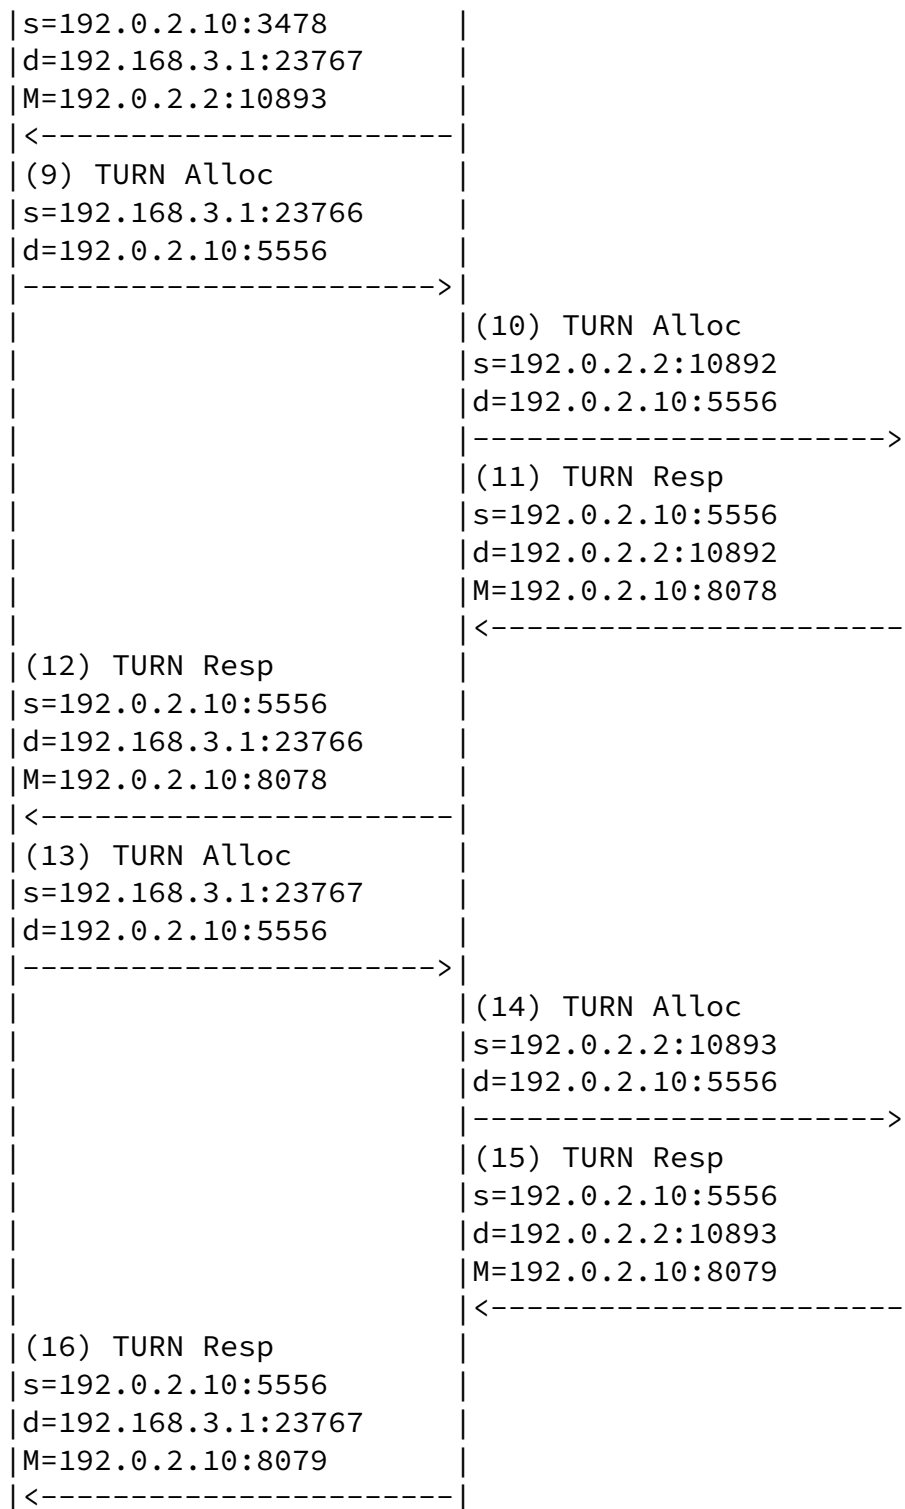 |s=192.0.2.10:3478       |
|d=192.168.3.1:23767     |
|M=192.0.2.2:10893       |
|<-----------------------|
|(9) TURN Alloc          |
|s=192.168.3.1:23766     |
|d=192.0.2.10:5556       |
|----------------------->|
|                        |(10) TURN Alloc
|                        |s=192.0.2.2:10892
|                        |d=192.0.2.10:5556
|                        |----------------------->
|                        |(11) TURN Resp
|                        |s=192.0.2.10:5556
|                        |d=192.0.2.2:10892
|                        |M=192.0.2.10:8078
|                        |<-----------------------
|(12) TURN Resp          |
|s=192.0.2.10:5556       |
|d=192.168.3.1:23766     |
|M=192.0.2.10:8078       |
|<-----------------------|
|(13) TURN Alloc         |
|s=192.168.3.1:23767     |
|d=192.0.2.10:5556       |
|----------------------->|
|                        |(14) TURN Alloc
|                        |s=192.0.2.2:10893
|                        |d=192.0.2.10:5556
|                        |----------------------->
|                        |(15) TURN Resp
|                        |s=192.0.2.10:5556
|                        |d=192.0.2.2:10893
|                        |M=192.0.2.10:8079
|                        |<-----------------------
|(16) TURN Resp          |
|s=192.0.2.10:5556       |
|d=192.168.3.1:23767     |
|M=192.0.2.10:8079       |
|<-----------------------|